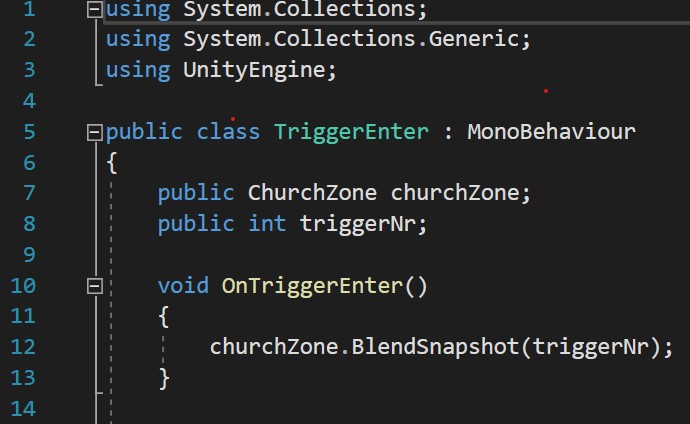 1 using System.Collections;
2 using System.Collections.Generic;
3 using UnityEngine;
4
5 public class TriggerEnter : MonoBehaviour
6 {
7 public ChurchZone churchZone;
8 public int triggerNr;
9
10 void OnTriggerEnter()
11 {
12 churchZone.BlendSnapshot(triggerNr);
13 }
14